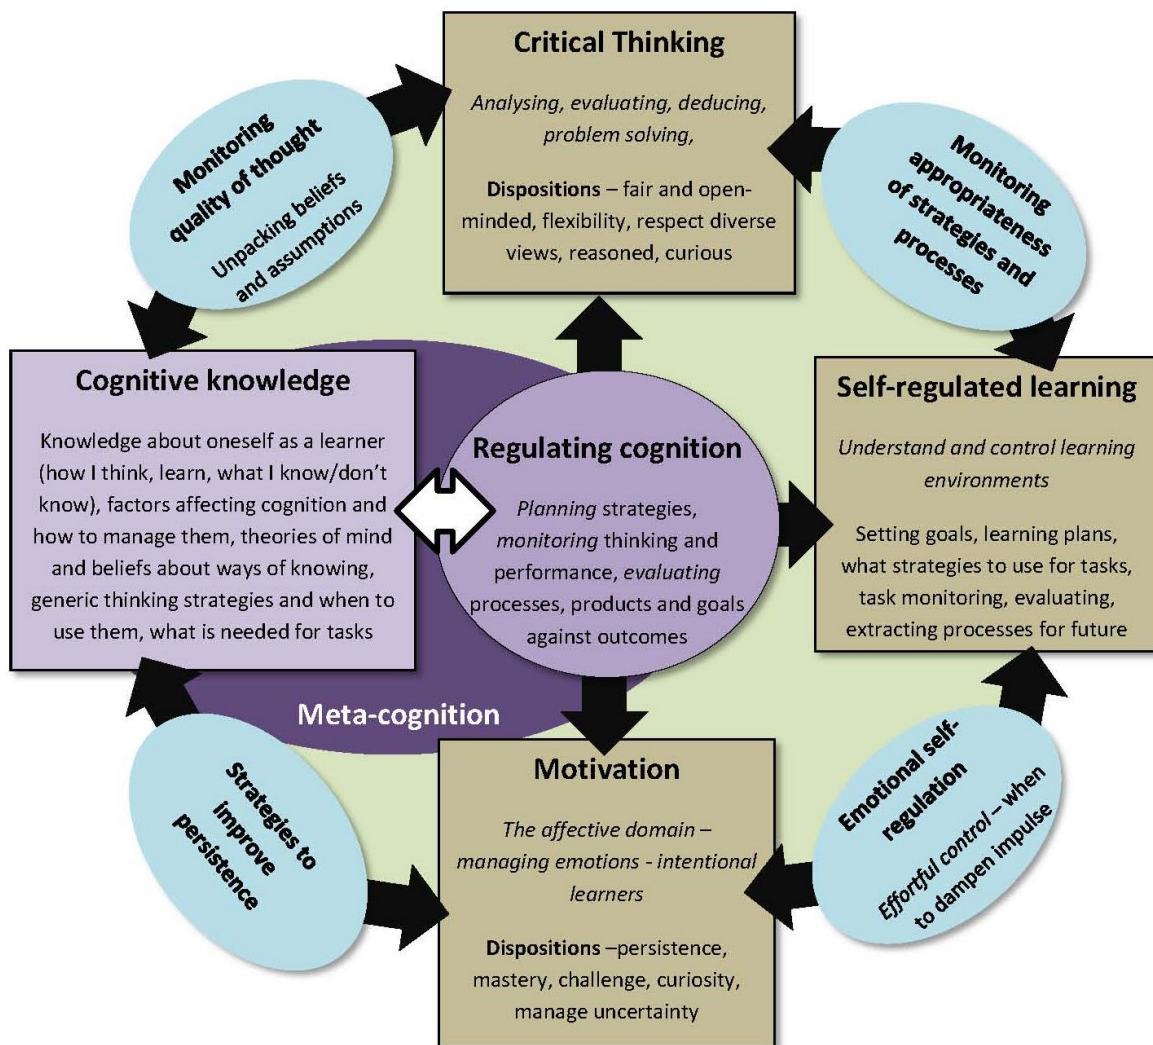 Critical Thinking
Analysing, evaluating, deducing,
problem solving,
Dispositions – fair and open-
minded, flexibility, respect diverse
views, reasoned, curious
Monitoring
quality of thought
Unpacking beliefs
and assumptions
Monitoring
appropriateness
of strategies and
processes
Cognitive knowledge
Knowledge about oneself as a learner
(how I think, learn, what I know/don't
know), factors affecting cognition and
how to manage them, theories of mind
and beliefs about ways of knowing,
generic thinking strategies and when to
use them, what is needed for tasks
Regulating cognition
Planning strategies,
monitoring thinking and
performance, evaluating
processes, products and goals
against outcomes
Self-regulated learning
Understand and control learning
environments
Setting goals, learning plans,
what strategies to use for tasks,
task monitoring, evaluating,
extracting processes for future
Meta-cognition
Strategies to
improve
persistence
Motivation
The affective domain –
managing emotions - intentional
learners
Dispositions –persistence,
mastery, challenge, curiosity,
manage uncertainty
Emotional self-
regulation
Effortful control – when
to dampen impulse